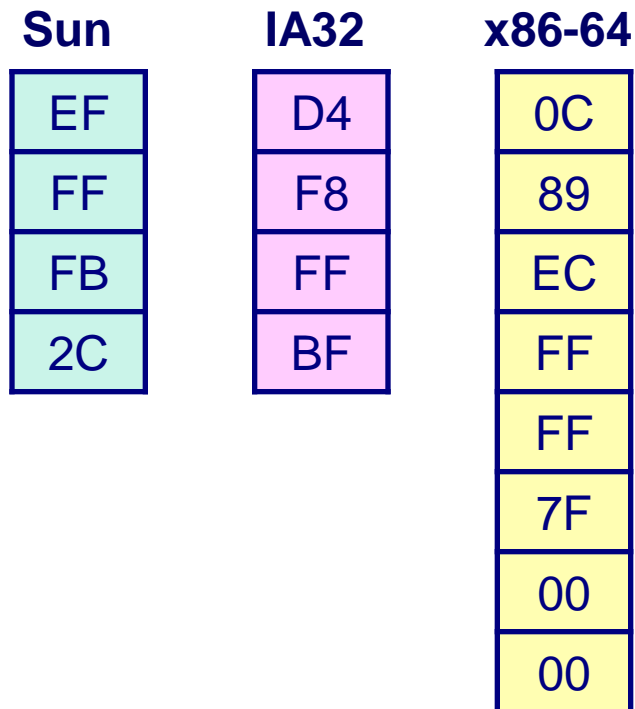 Sun IA32 x86-64
EF D4 0C
FF F8 89
FB FF EC
2C BF FF
FF
7F
00
00